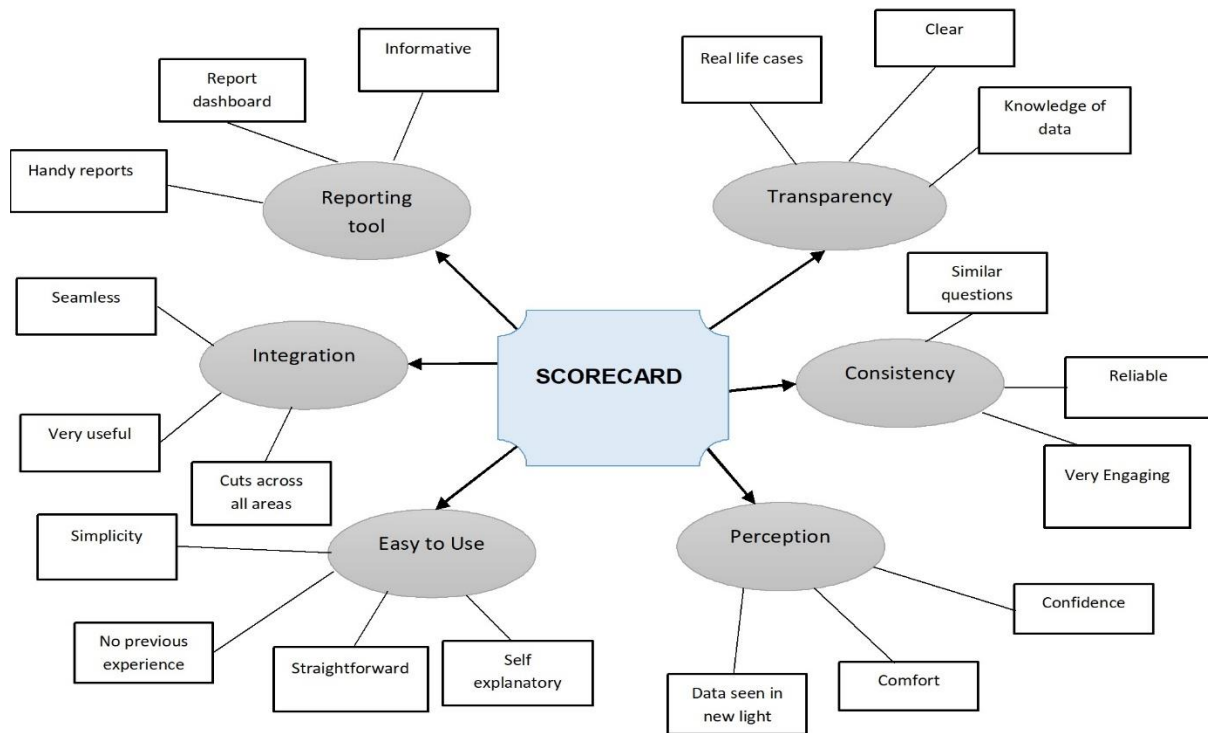 Informative
Report
dashboard
Handy reports
Reporting
tool
Clear
Real life cases
Knowledge of
data
Transparency
Seamless
Integration
Very useful
Cuts across
all areas
SCORECARD
Similar
questions
Consistency
Reliable
Very Engaging
Simplicity
Easy to Use
No previous
experience
Straightforward
Self
explanatory
Perception
Confidence
Data seen in
new light
Comfort